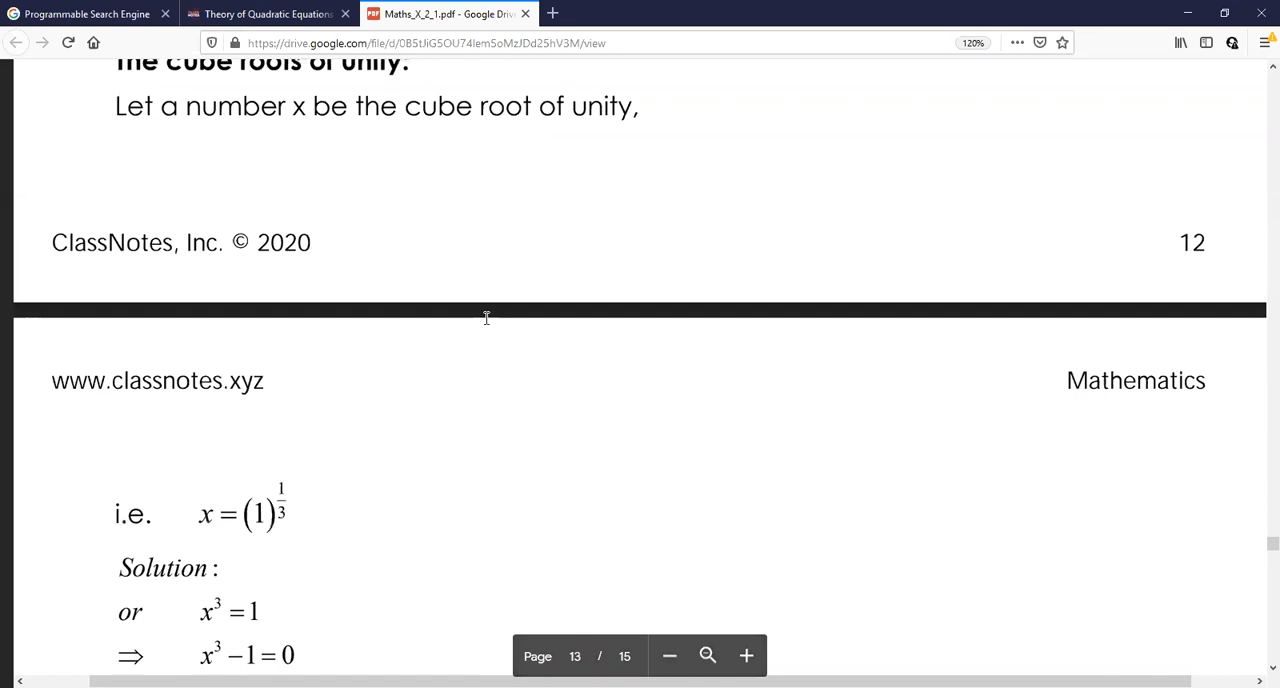 Programmable Search Engine
Theory of Quadratic Equations
Maths_X_2_1.pdf - Google Driv
https://drive.google.com/file/d/0B5tJiG5OU74lem5oMzJDd25hV3M/view
120%
The cube roots of unity:
Let a number x be the cube root of unity,
ClassNotes, Inc. © 2020
12
www.classnotes.xyz
Mathematics
i.e. x = (1)^{1/3}
Solution :
or x³ = 1
⇒ x³ − 1 = 0
Page 13 / 15